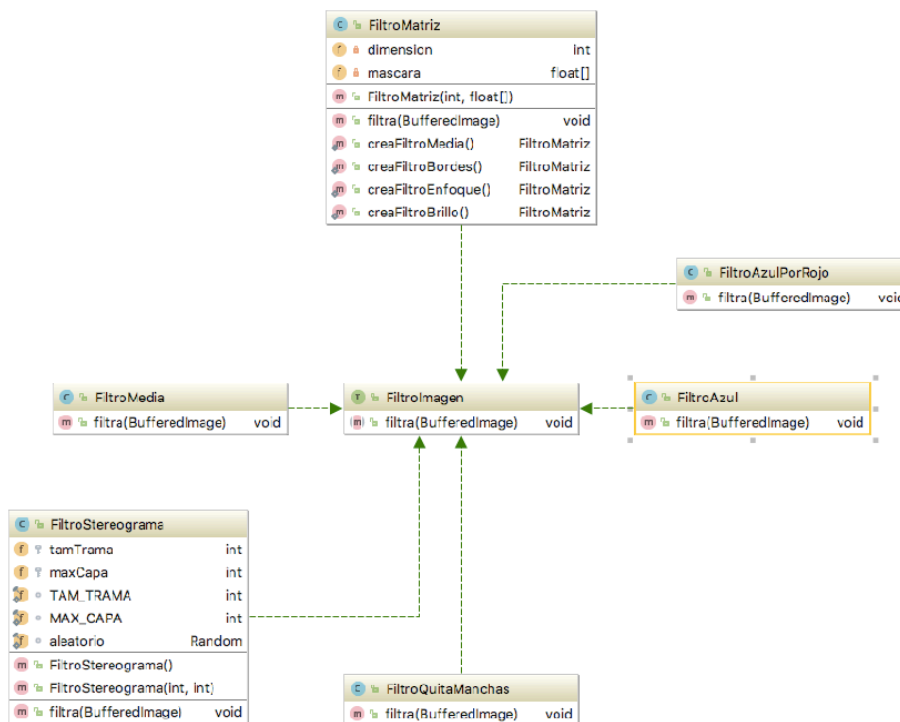 C FiltroMatriz
f dimension int
f mascara float[]
m FiltroMatriz(int, float[])
m filtra(BufferedImage) void
m creaFiltroMedia() FiltroMatriz
m creaFiltroBordes() FiltroMatriz
m creaFiltroEnfoque() FiltroMatriz
m creaFiltroBrillo() FiltroMatriz
C FiltroAzulPorRojo
m filtra(BufferedImage) void
C FiltroMedia
m filtra(BufferedImage) void
I FiltroImagen
m filtra(BufferedImage) void
C FiltroAzul
m filtra(BufferedImage) void
C FiltroStereograma
f tamTrama int
f maxCapa int
f TAM_TRAMA int
f MAX_CAPA int
f aleatorio Random
m FiltroStereograma()
m FiltroStereograma(int, int)
m filtra(BufferedImage) void
C FiltroQuitaManchas
m filtra(BufferedImage) void